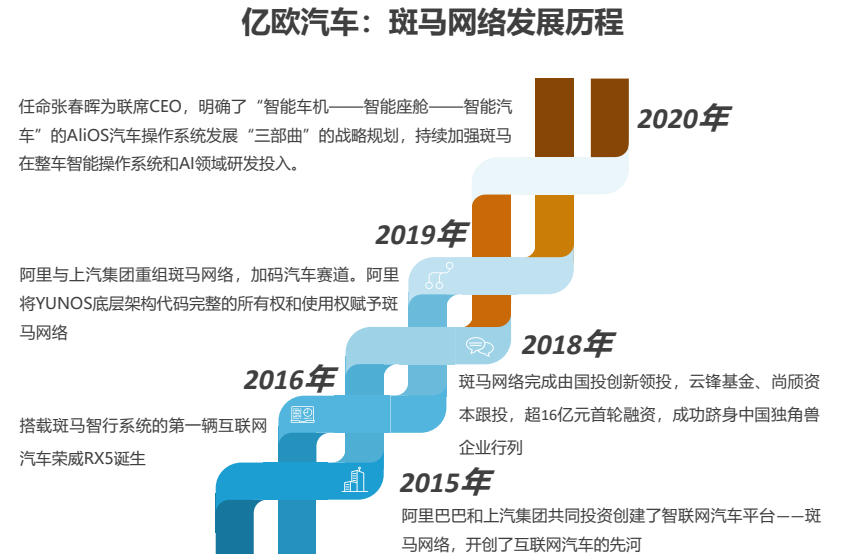 亿欧汽车：斑马网络发展历程
任命张春晖为联席CEO，明确了“智能车机——智能座舱——智能汽
车”的AliOS汽车操作系统发展“三部曲”的战略规划，持续加强斑马
在整车智能操作系统和AI领域研发投入。
2020年
2019年
阿里与上汽集团重组斑马网络，加码汽车赛道。阿里
将YUNOS底层架构代码完整的所有权和使用权赋予斑
马网络
2018年
斑马网络完成由国投创新领投，云锋基金、尚颀资
本跟投，超16亿元首轮融资，成功跻身中国独角兽
企业行列
2016年
搭载斑马智行系统的第一辆互联网
汽车荣威RX5诞生
2015年
阿里巴巴和上汽集团共同投资创建了智联网汽车平台——斑
马网络，开创了互联网汽车的先河